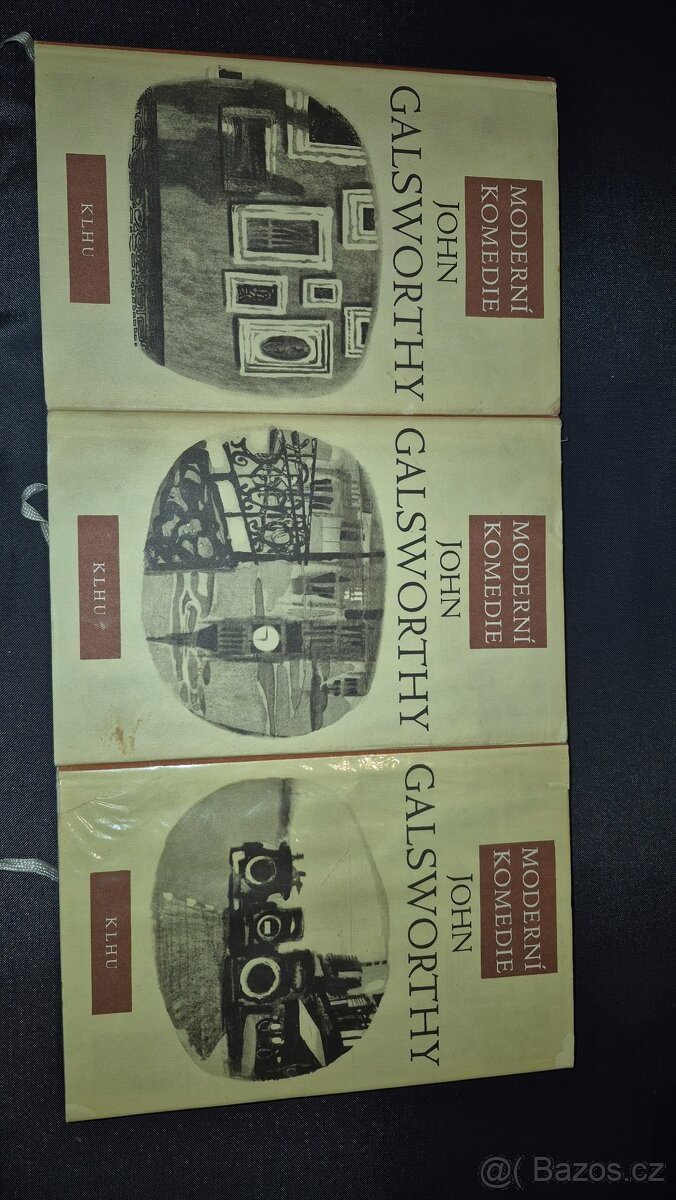 MODERNÍ
KOMEDIE
JOHN
GALSWORTHY
KLHU
MODERNÍ
KOMEDIE
JOHN
GALSWORTHY
KLHU
MODERNÍ
KOMEDIE
JOHN
GALSWORTHY
KLHU
@( Bazos.cz